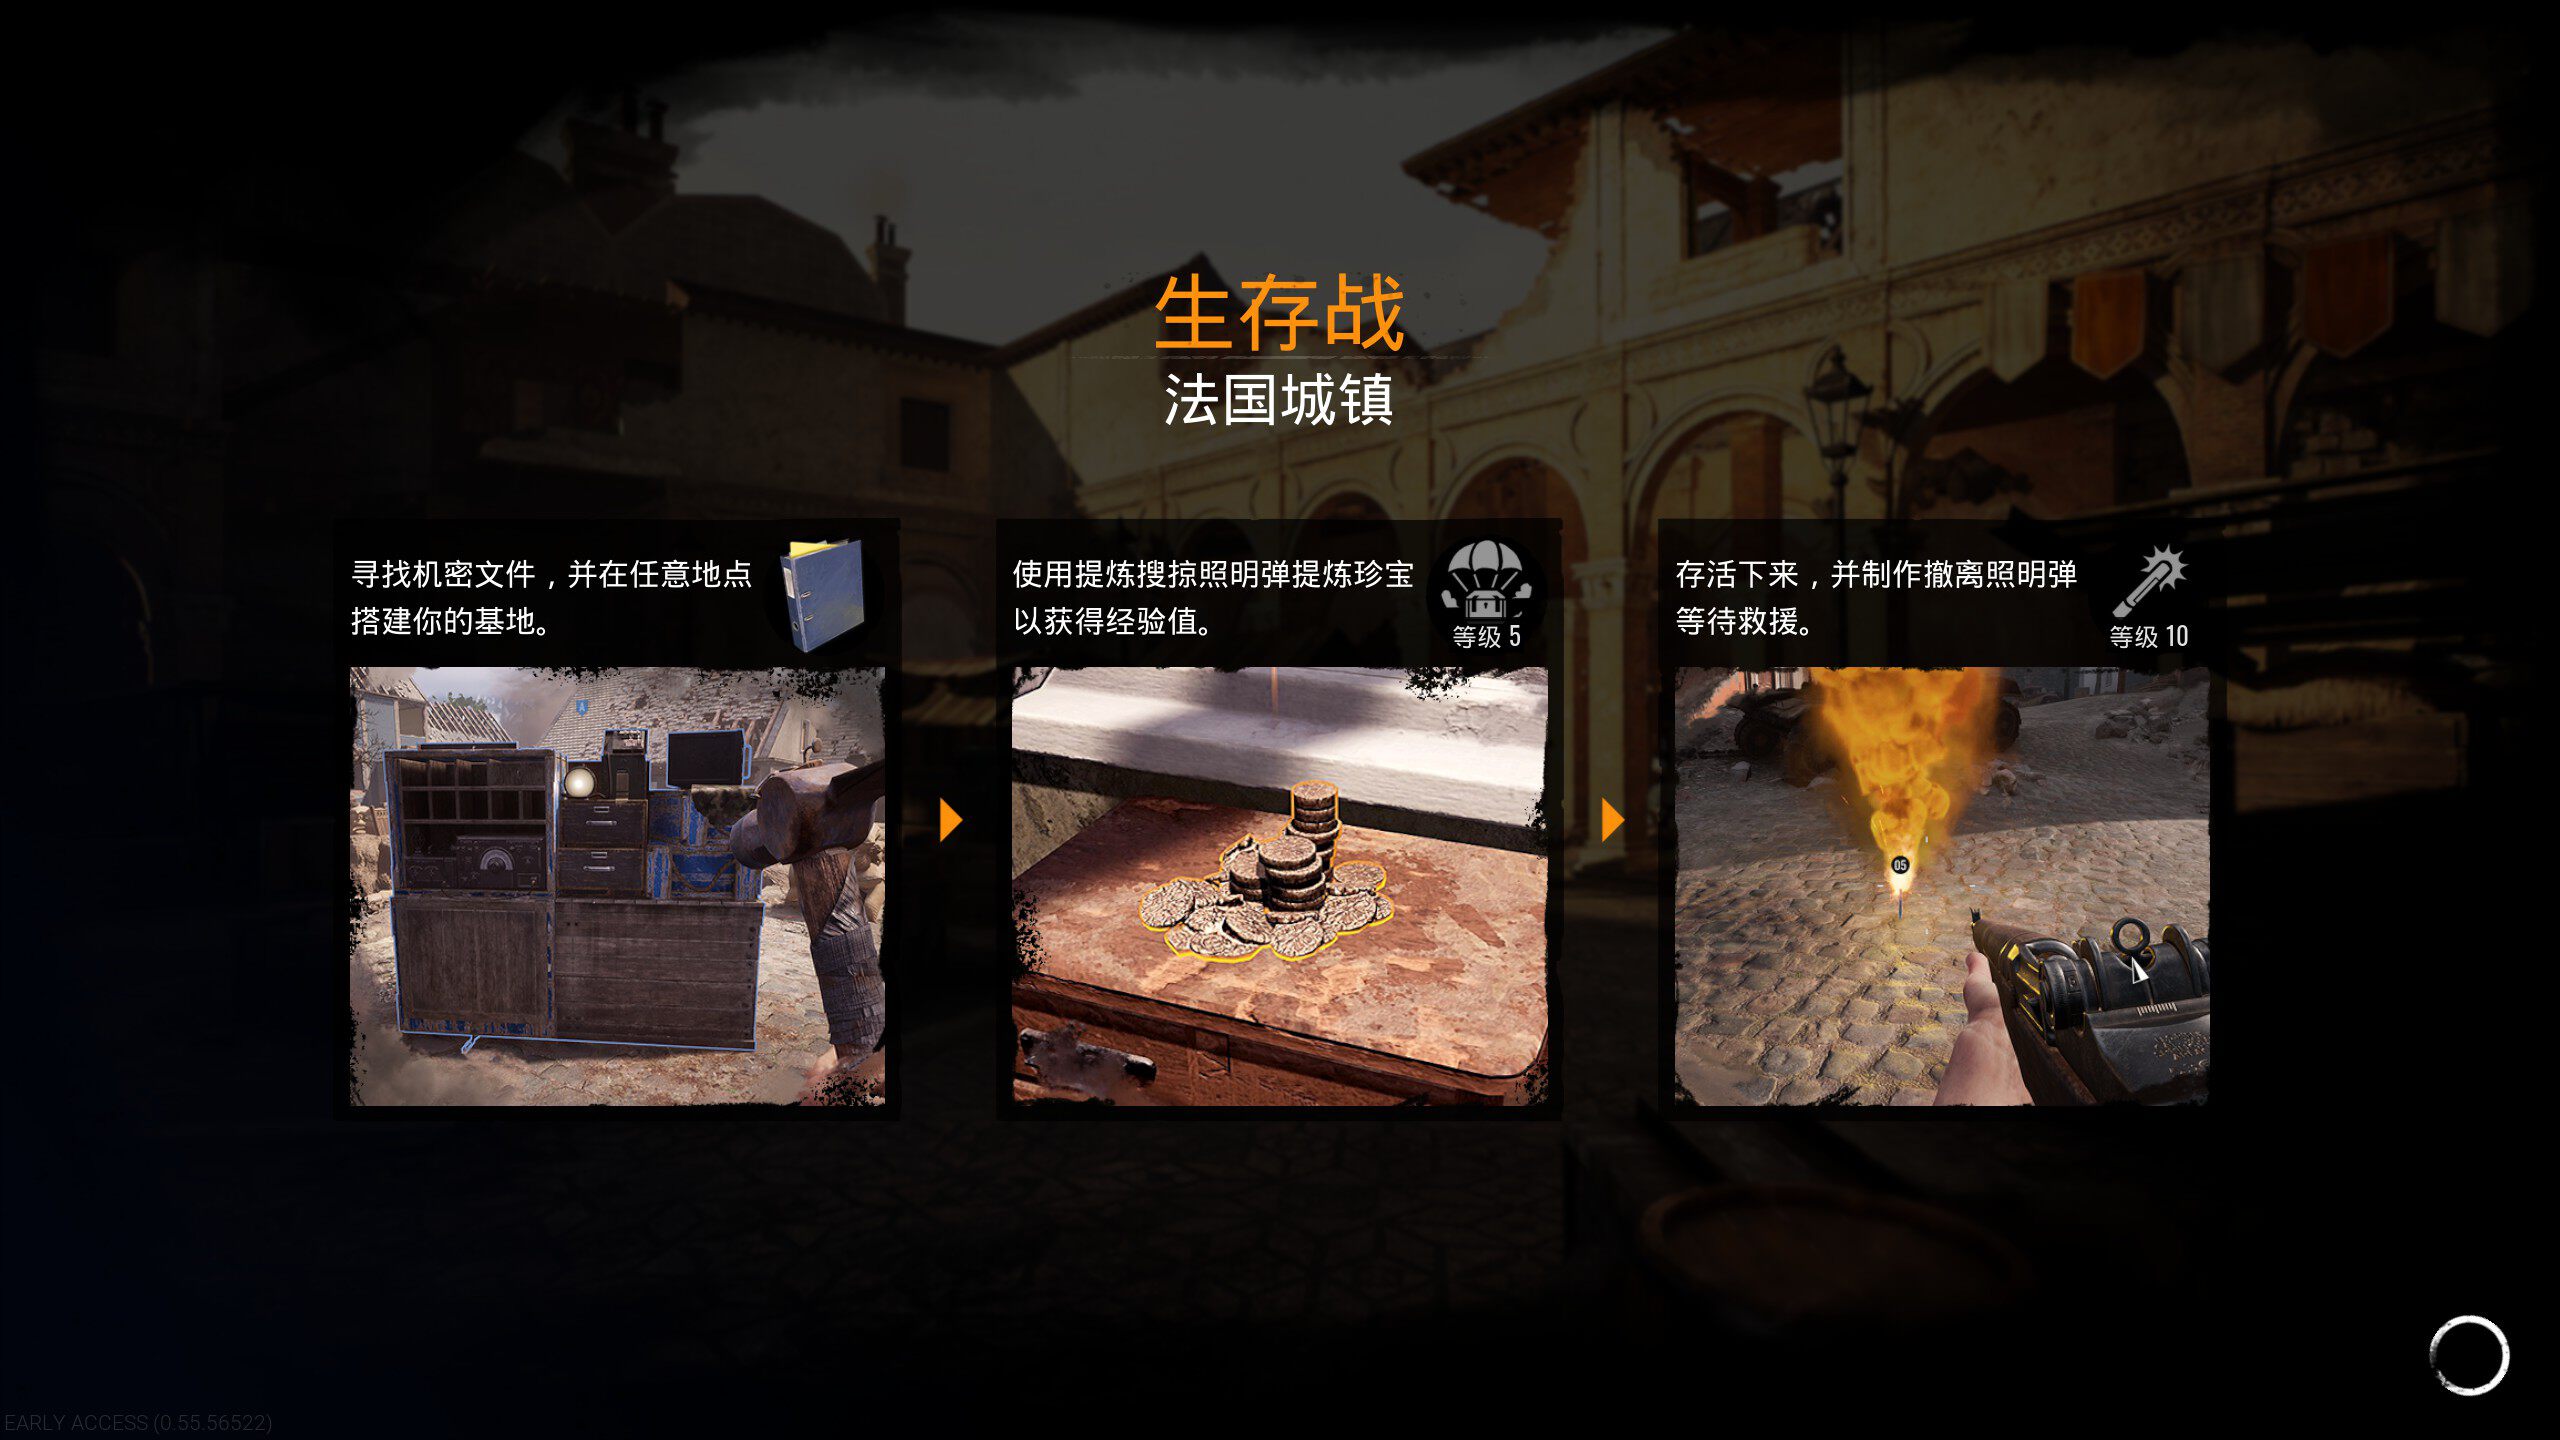 生存战
法国城镇
寻找机密文件，并在任意地点
搭建你的基地。
使用提炼搜掠照明弹提炼珍宝
以获得经验值。
等级 5
存活下来，并制作撤离照明弹
等待救援。
等级 10
A
05
EARLY ACCESS (0.55.56522)